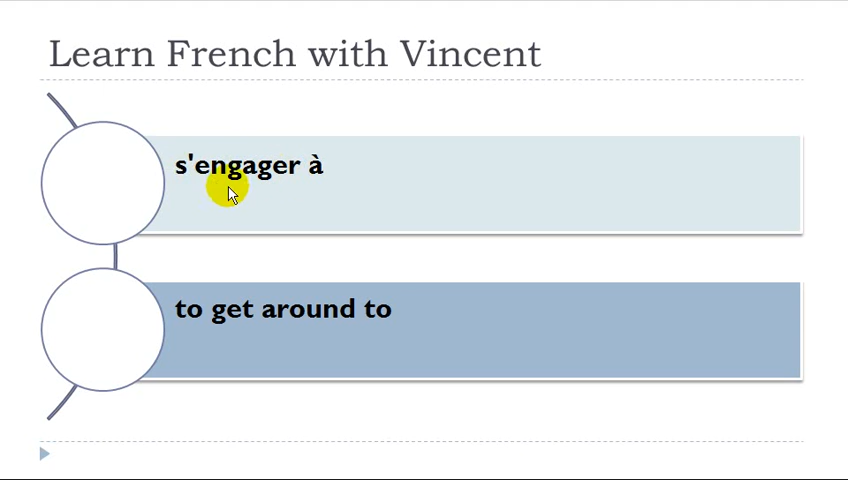 Learn French with Vincent
s'engager à
to get around to